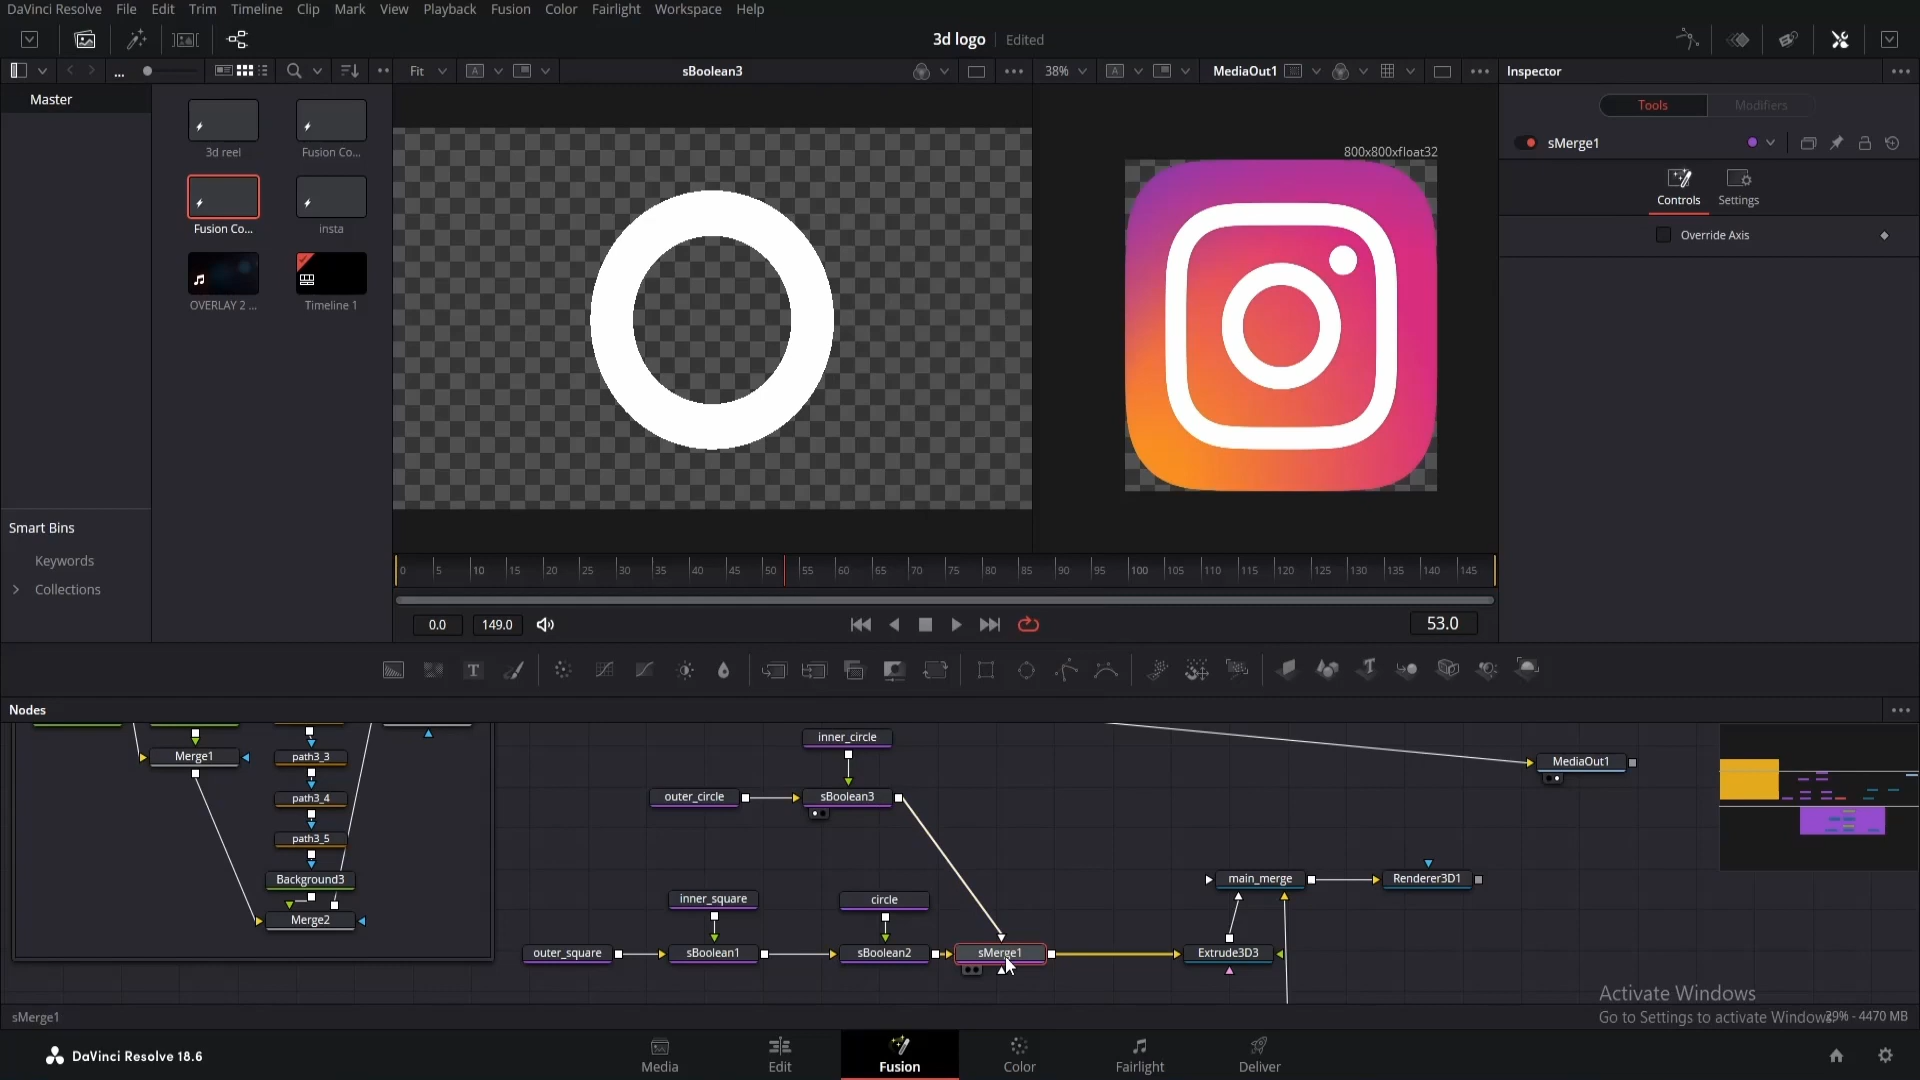 DaVinci Resolve File Edit Trim Timeline Clip Mark View Playback Fusion Color Fairlight Workspace Help
3d logo Edited
... Fit sBoolean3 38% MediaOut1 Inspector
Master
Tools Modifiers
3d reel Fusion Co...
sMerge1
800x800xfloat32
Controls Settings
Fusion Co... insta
Override Axis
OVERLAY 2 ... Timeline 1
Smart Bins
Keywords
Collections
0 5 10 15 20 25 30 35 40 45 50 55 60 65 70 75 80 85 90 95 100 105 110 115 120 125 130 135 140 145
0.0 149.0 53.0
Nodes
inner_circle
Merge1 path3_3 MediaOut1
path3_4 outer_circle sBoolean3
path3_5
Background3 main_merge Renderer3D1
inner_square circle
Merge2
outer_square sBoolean1 sBoolean2 sMerge1 Extrude3D3
Activate Windows
Go to Settings to activate Windows.
sMerge1 39% - 4470 MB
DaVinci Resolve 18.6 Media Edit Fusion Color Fairlight Deliver